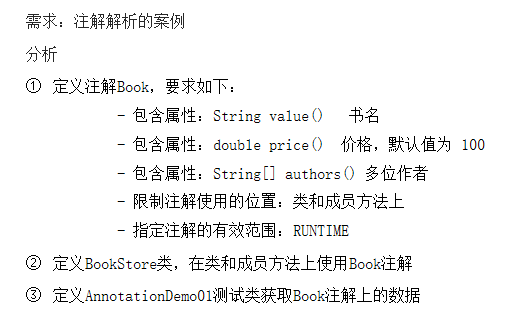 需求：注解解析的案例
分析
① 定义注解Book，要求如下：
- 包含属性：String value() 书名
- 包含属性：double price() 价格，默认值为 100
- 包含属性：String[] authors() 多位作者
- 限制注解使用的位置：类和成员方法上
- 指定注解的有效范围：RUNTIME
② 定义BookStore类，在类和成员方法上使用Book注解
③ 定义AnnotationDemo01测试类获取Book注解上的数据